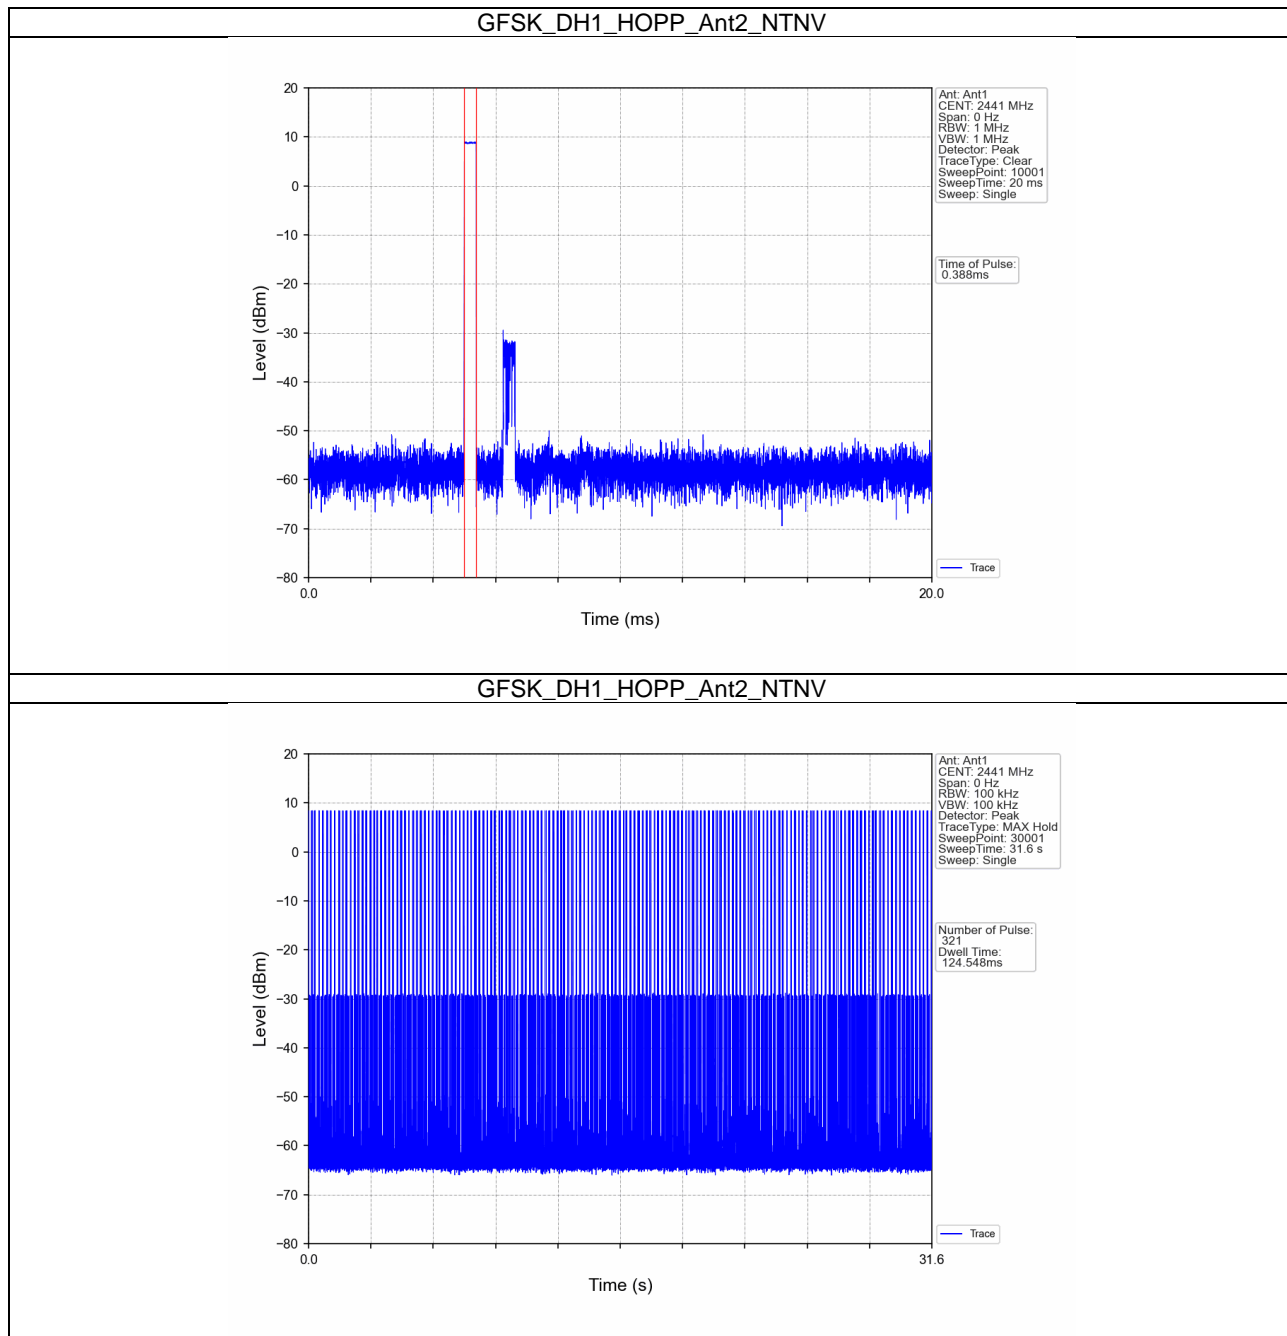 GFSK_DH1_HOPP_Ant2_NTNV
20
10
0
−10
−20
−30
−40
−50
−60
−70
−80
Level (dBm)
0.0
20.0
Time (ms)
Ant: Ant1
CENT: 2441 MHz
Span: 0 Hz
RBW: 1 MHz
VBW: 1 MHz
Detector: Peak
TraceType: Clear
SweepPoint: 10001
SweepTime: 20 ms
Sweep: Single
Time of Pulse:
0.388ms
Trace
GFSK_DH1_HOPP_Ant2_NTNV
20
10
0
−10
−20
−30
−40
−50
−60
−70
−80
Level (dBm)
0.0
31.6
Time (s)
Ant: Ant1
CENT: 2441 MHz
Span: 0 Hz
RBW: 100 kHz
VBW: 100 kHz
Detector: Peak
TraceType: MAX Hold
SweepPoint: 30001
SweepTime: 31.6 s
Sweep: Single
Number of Pulse:
321
Dwell Time:
124.548ms
Trace